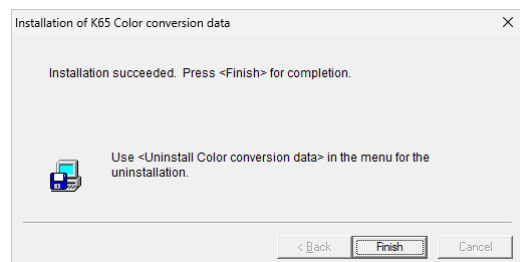 Installation of K65 Color conversion data
Installation succeeded.  Press <Finish> for completion.
Use <Uninstall Color conversion data> in the menu for the
uninstallation.
< Back
Finish
Cancel